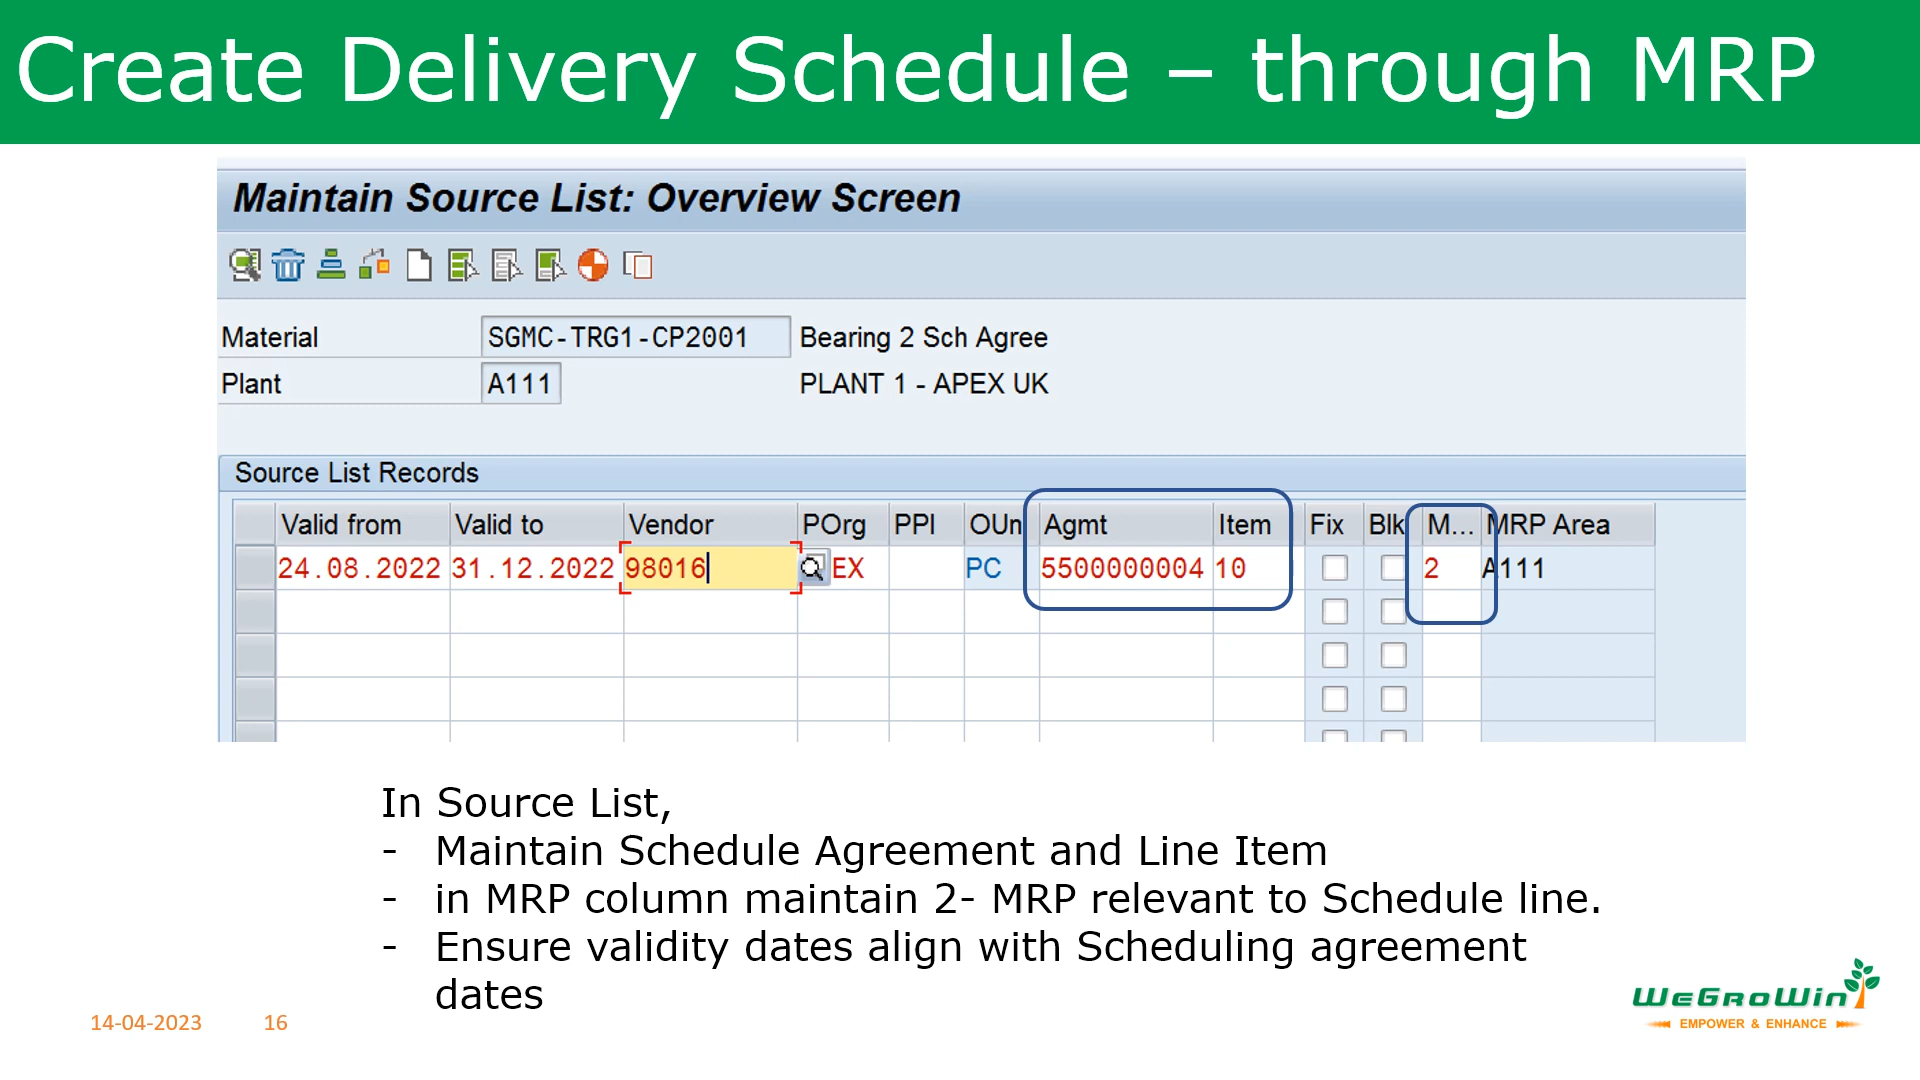 Create Delivery Schedule – through MRP
Maintain Source List: Overview Screen
Material SGMC-TRG1-CP2001 Bearing 2 Sch Agree
Plant A111 PLANT 1 - APEX UK
Source List Records
Valid from Valid to Vendor POrg PPl OUn Agmt Item Fix Blk M... MRP Area
24.08.2022 31.12.2022 98016 EX PC 5500000004 10 2 A111
In Source List,
- Maintain Schedule Agreement and Line Item
- in MRP column maintain 2- MRP relevant to Schedule line.
- Ensure validity dates align with Scheduling agreement
dates
14-04-2023 16
WeGroWin
EMPOWER & ENHANCE